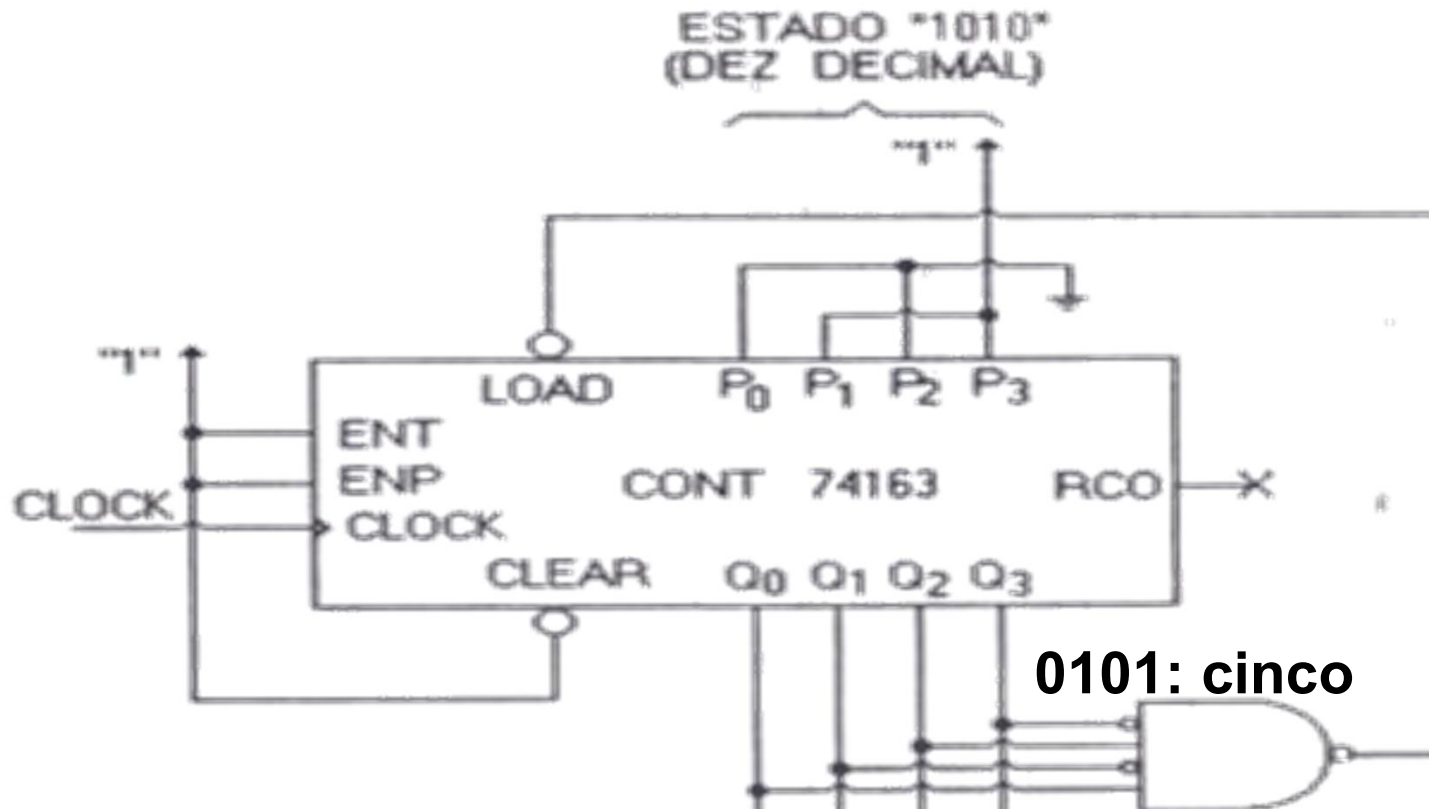 ESTADO "1010"
(DEZ DECIMAL)
"1"
"1"
LOAD P0 P1 P2 P3
ENT
ENP
CONT 74163 RCO
CLOCK
CLOCK
CLEAR Q0 Q1 Q2 Q3
0101: cinco